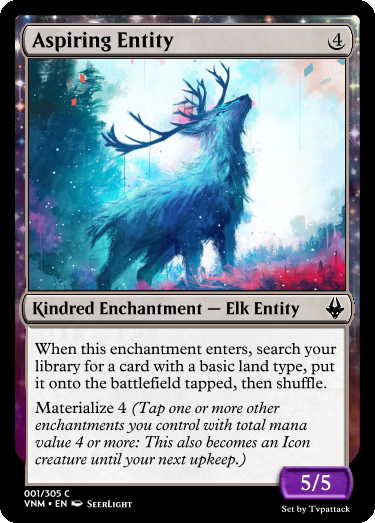 Aspiring Entity 4
Kindred Enchantment — Elk Entity
When this enchantment enters, search your
library for a card with a basic land type, put
it onto the battlefield tapped, then shuffle.
Materialize 4 (Tap one or more other
enchantments you control with total mana
value 4 or more: This also becomes an Icon
creature until your next upkeep.)
5/5
001/305 C
VNM • EN SeerLight
Set by Tvpattack